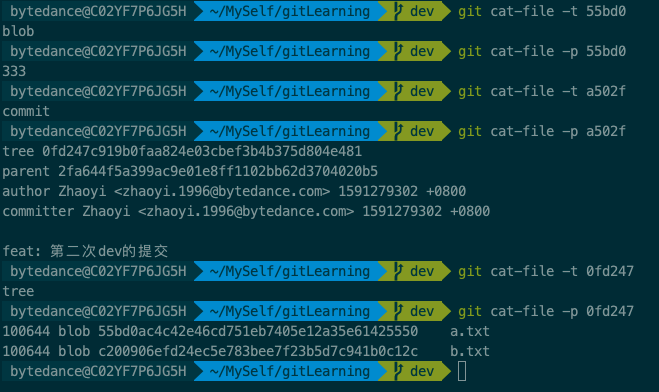 bytedance@C02YF7P6JG5H ~/MySelf/gitLearning dev git cat-file -t 55bd0
blob
bytedance@C02YF7P6JG5H ~/MySelf/gitLearning dev git cat-file -p 55bd0
333
bytedance@C02YF7P6JG5H ~/MySelf/gitLearning dev git cat-file -t a502f
commit
bytedance@C02YF7P6JG5H ~/MySelf/gitLearning dev git cat-file -p a502f
tree 0fd247c919b0faa824e03cbef3b4b375d804e481
parent 2fa644f5a399ac9e01e8ff1102bb62d3704020b5
author Zhaoyi <zhaoyi.1996@bytedance.com> 1591279302 +0800
committer Zhaoyi <zhaoyi.1996@bytedance.com> 1591279302 +0800
feat: 第二次dev的提交
bytedance@C02YF7P6JG5H ~/MySelf/gitLearning dev git cat-file -t 0fd247
tree
bytedance@C02YF7P6JG5H ~/MySelf/gitLearning dev git cat-file -p 0fd247
100644 blob 55bd0ac4c42e46cd751eb7405e12a35e61425550 a.txt
100644 blob c200906efd24ec5e783bee7f23b5d7c941b0c12c b.txt
bytedance@C02YF7P6JG5H ~/MySelf/gitLearning dev